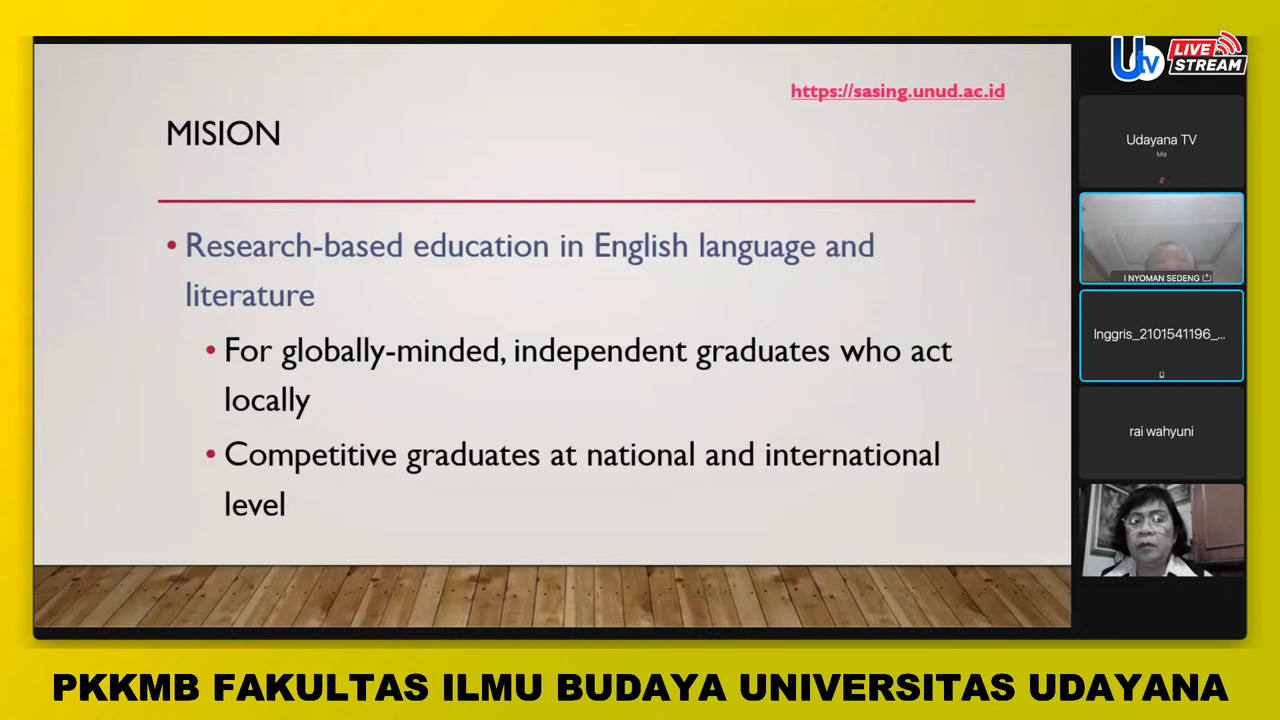 Utv
LIVE
STREAM
https://sasing.unud.ac.id
MISION
• Research-based education in English language and
literature
• For globally-minded, independent graduates who act
locally
• Competitive graduates at national and international
level
Udayana TV
Me
I NYOMAN SEDENG
Inggris_2101541196_...
rai wahyuni
PKKMB FAKULTAS ILMU BUDAYA UNIVERSITAS UDAYANA